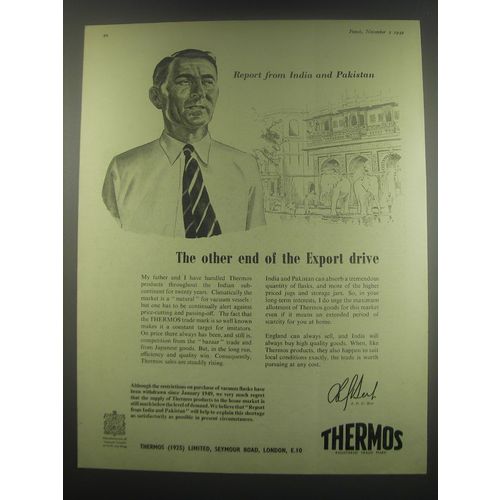 Punch, November 2 1949
Report from India and Pakistan
The other end of the Export drive
My father and I have handled Thermos
products throughout the Indian sub-
continent for twenty years. Climatically the
market is a "natural" for vacuum vessels:
but one has to be continually alert against
price-cutting and passing-off. The fact that
the THERMOS trade mark is so well known
makes it a constant target for imitators.
On price there always has been, and still is,
competition from the "bazaar" trade and
from Japanese goods. But, in the long run,
efficiency and quality win. Consequently,
Thermos sales are steadily rising.
India and Pakistan can absorb a tremendous
quantity of flasks, and more of the higher
priced jugs and storage jars. So, in your
long-term interests, I do urge the maximum
allotment of Thermos goods for this market
even if it means an extended period of
scarcity for you at home.
England can always sell, and India will
always buy high quality goods. When, like
Thermos products, they also happen to suit
local conditions exactly, the trade is worth
pursuing at any cost.
Although the restrictions on purchase of vacuum flasks have
been withdrawn since January 1949, we very much regret
that the supply of Thermos products to the home market is
still much below the level of demand. We believe that "Report
from India and Pakistan" will help to explain this shortage
as satisfactorily as possible in present circumstances.
THERMOS
REGISTERED TRADE MARK
THERMOS (1925) LIMITED, SEYMOUR ROAD, LONDON, E.10